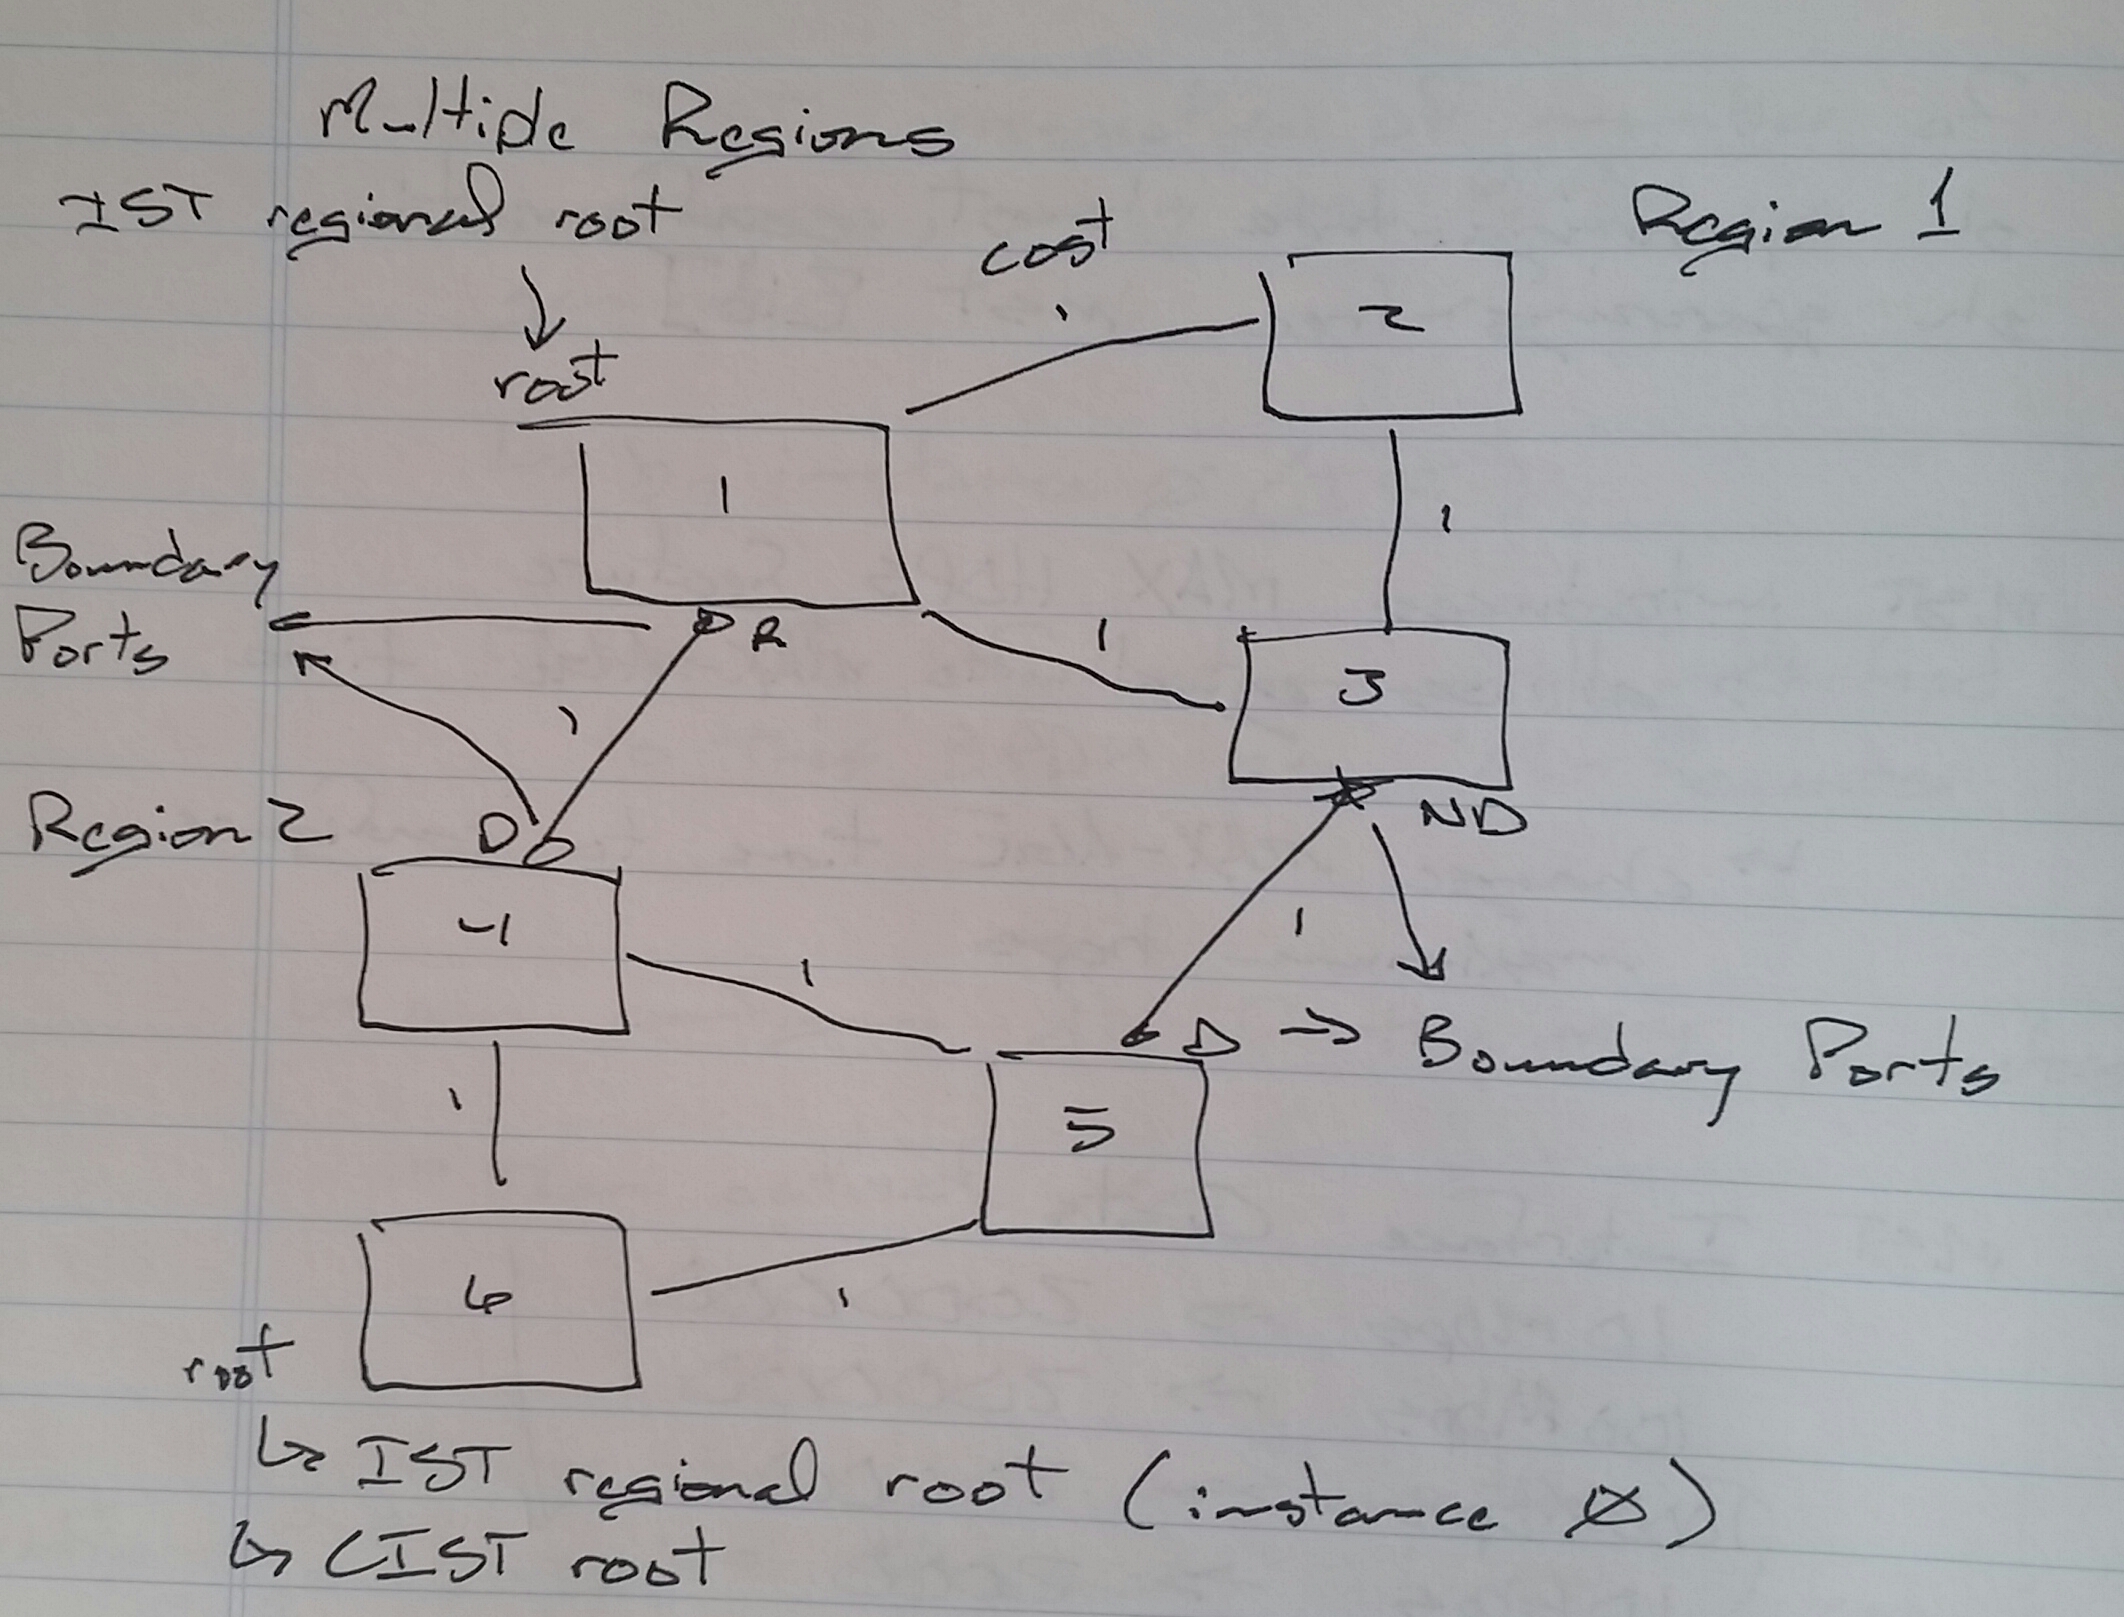 Multiple Regions
IST regional root
Region 1
cost
1
root
2
1
1
Boundary
Ports
R
1
3
1
ND
Region 2
D
4
1
1
D → Boundary Ports
1
5
6
1
root
↳ IST regional root (instance Ø)
↳ CIST root